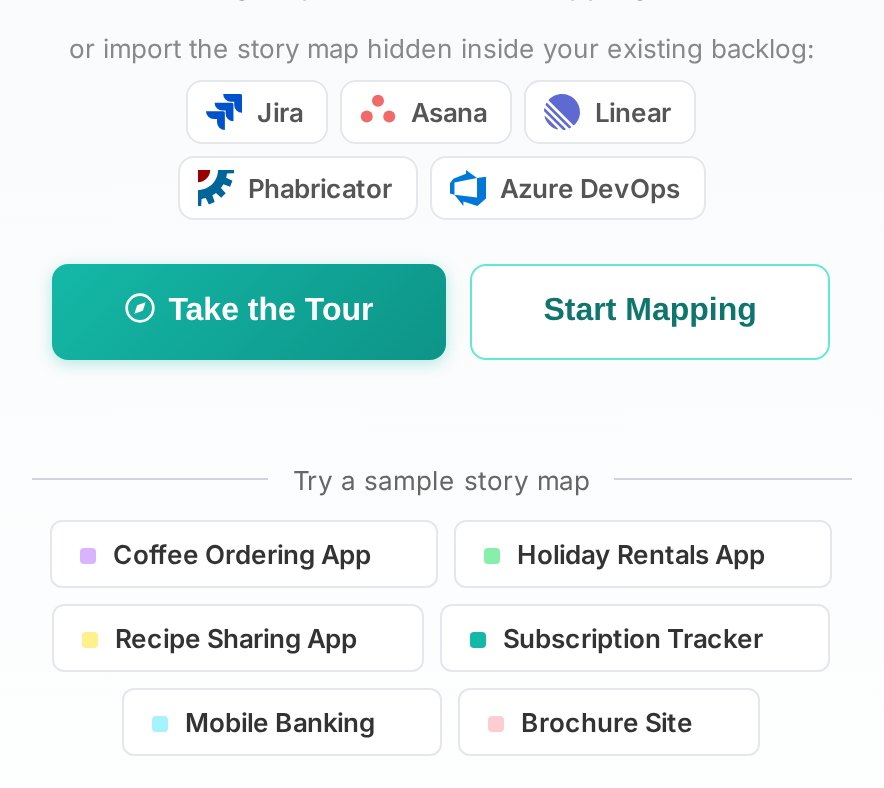 or import the story map hidden inside your existing backlog:
Jira
Asana
Linear
Phabricator
Azure DevOps
Take the Tour
Start Mapping
Try a sample story map
Coffee Ordering App
Holiday Rentals App
Recipe Sharing App
Subscription Tracker
Mobile Banking
Brochure Site